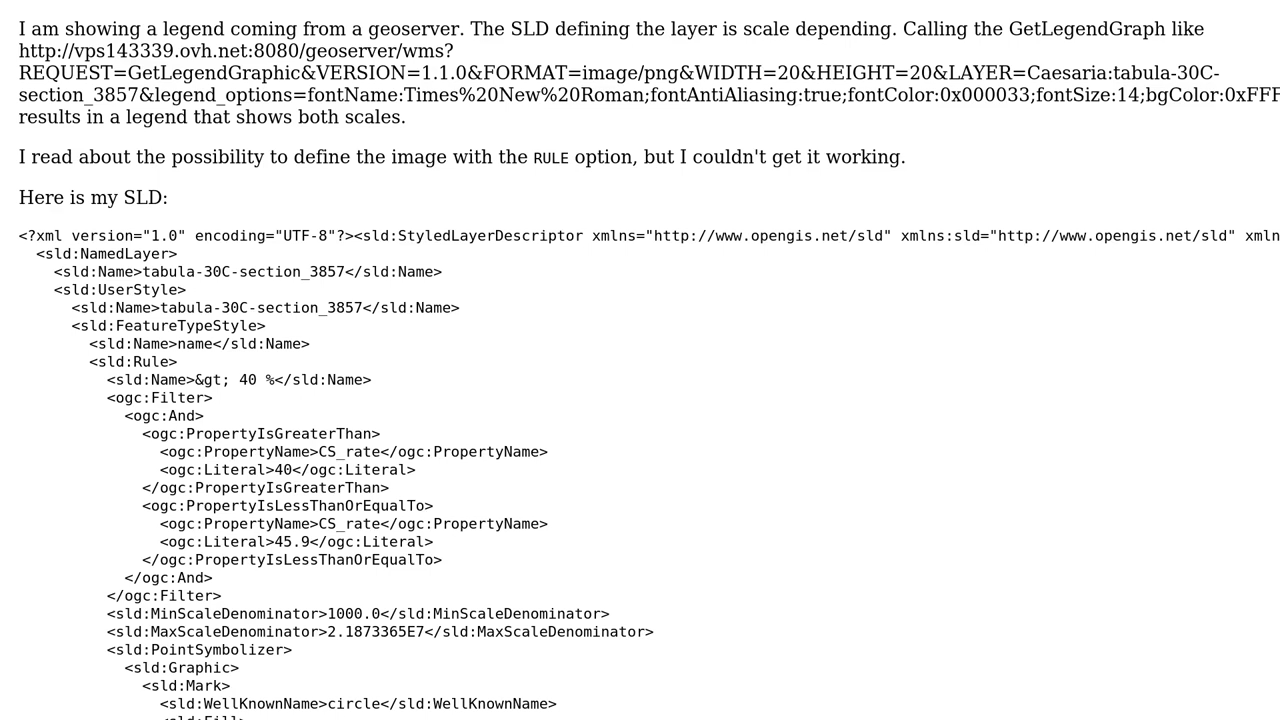 I am showing a legend coming from a geoserver. The SLD defining the layer is scale depending. Calling the GetLegendGraph like
http://vps143339.ovh.net:8080/geoserver/wms?
REQUEST=GetLegendGraphic&VERSION=1.1.0&FORMAT=image/png&WIDTH=20&HEIGHT=20&LAYER=Caesaria:tabula-30C-
section_3857&legend_options=fontName:Times%20New%20Roman;fontAntiAliasing:true;fontColor:0x000033;fontSize:14;bgColor:0xFFF
results in a legend that shows both scales.
I read about the possibility to define the image with the RULE option, but I couldn't get it working.
Here is my SLD:
<?xml version="1.0" encoding="UTF-8"?><sld:StyledLayerDescriptor xmlns="http://www.opengis.net/sld" xmlns:sld="http://www.opengis.net/sld" xmln
<sld:NamedLayer>
<sld:Name>tabula-30C-section_3857</sld:Name>
<sld:UserStyle>
<sld:Name>tabula-30C-section_3857</sld:Name>
<sld:FeatureTypeStyle>
<sld:Name>name</sld:Name>
<sld:Rule>
<sld:Name>&gt; 40 %</sld:Name>
<ogc:Filter>
<ogc:And>
<ogc:PropertyIsGreaterThan>
<ogc:PropertyName>CS_rate</ogc:PropertyName>
<ogc:Literal>40</ogc:Literal>
</ogc:PropertyIsGreaterThan>
<ogc:PropertyIsLessThanOrEqualTo>
<ogc:PropertyName>CS_rate</ogc:PropertyName>
<ogc:Literal>45.9</ogc:Literal>
</ogc:PropertyIsLessThanOrEqualTo>
</ogc:And>
</ogc:Filter>
<sld:MinScaleDenominator>1000.0</sld:MinScaleDenominator>
<sld:MaxScaleDenominator>2.1873365E7</sld:MaxScaleDenominator>
<sld:PointSymbolizer>
<sld:Graphic>
<sld:Mark>
<sld:WellKnownName>circle</sld:WellKnownName>